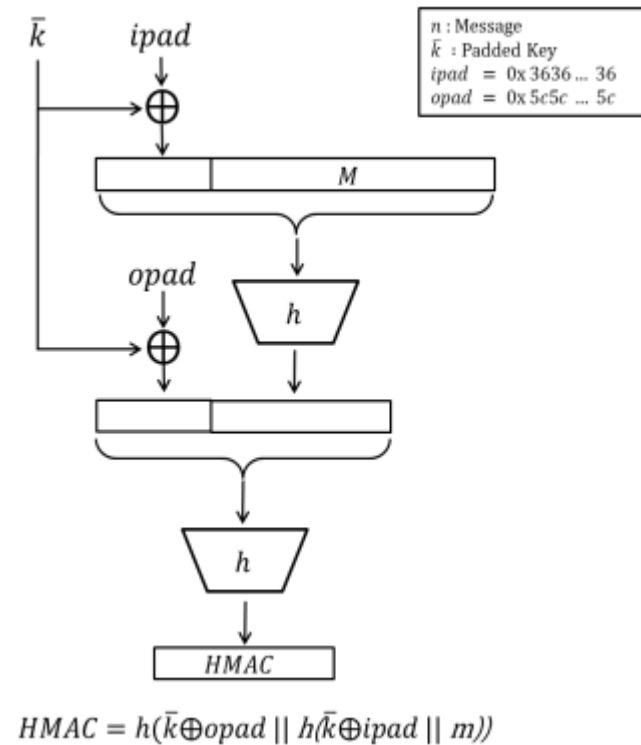 k̄
ipad
n : Message
k̄ : Padded Key
ipad = 0x 3636 ... 36
opad = 0x 5c5c ... 5c
⊕
M
opad
h
⊕
h
HMAC
HMAC = h(k̄⊕opad || h(k̄⊕ipad || m))